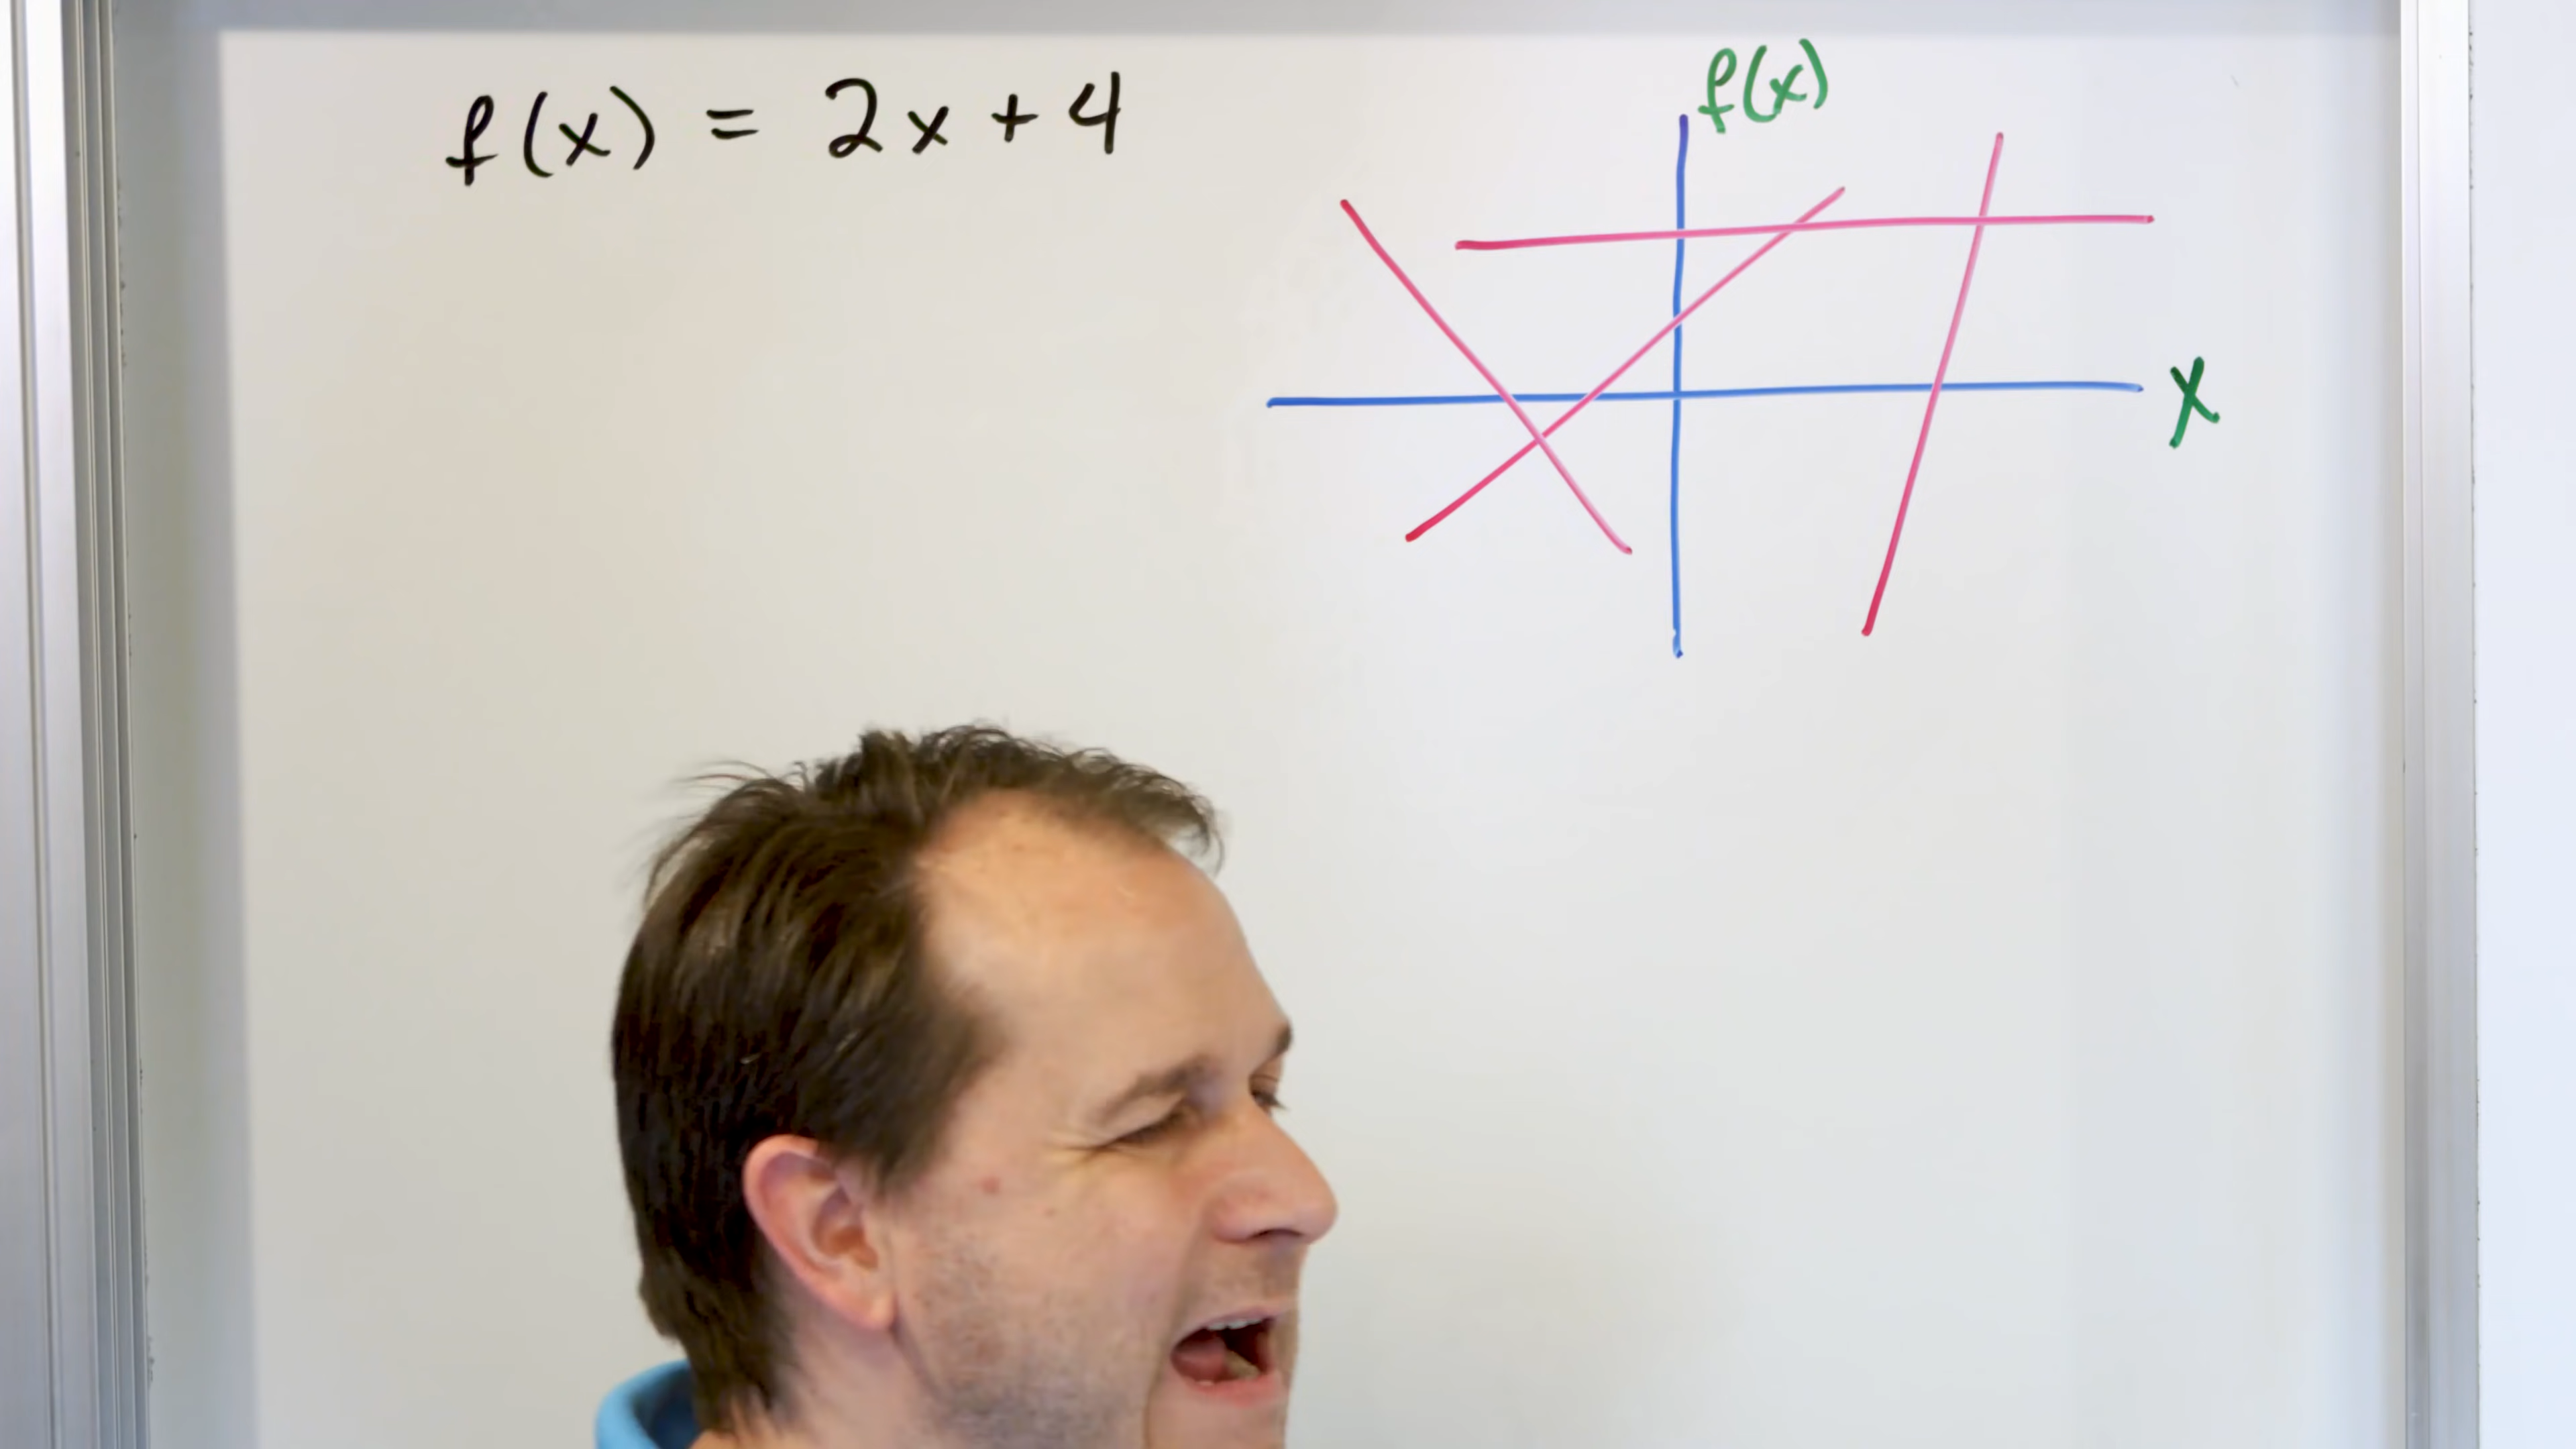 f(x) = 2x + 4
f(x)
x